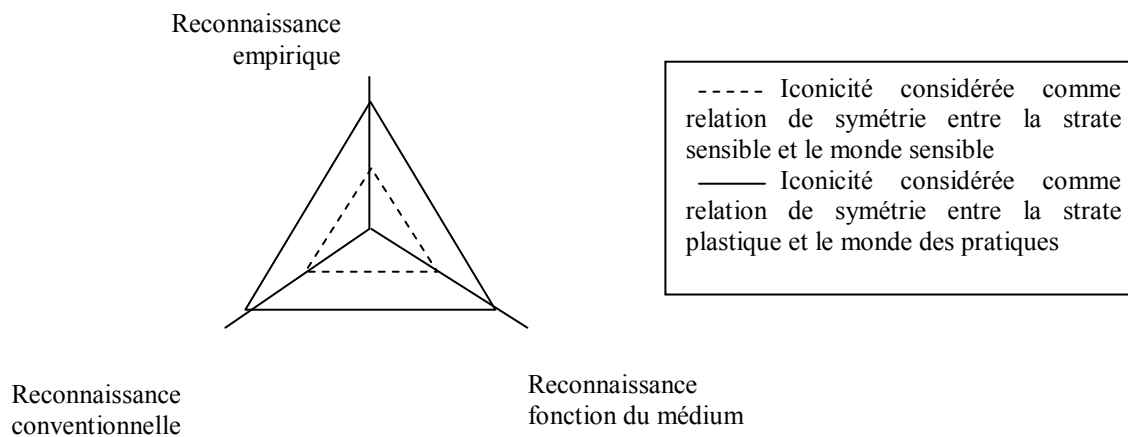 Reconnaissance
empirique
Iconicité considérée comme
relation de symétrie entre la strate
sensible et le monde sensible
Iconicité considérée comme
relation de symétrie entre la strate
plastique et le monde des pratiques
Reconnaissance
conventionnelle
Reconnaissance
fonction du médium